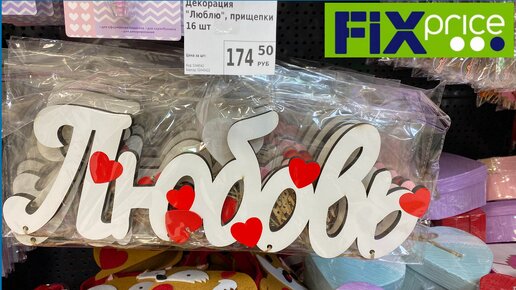 Декорация
"Люблю", прищепки
16 шт
174 50
РУБ
FIX price
Любовь